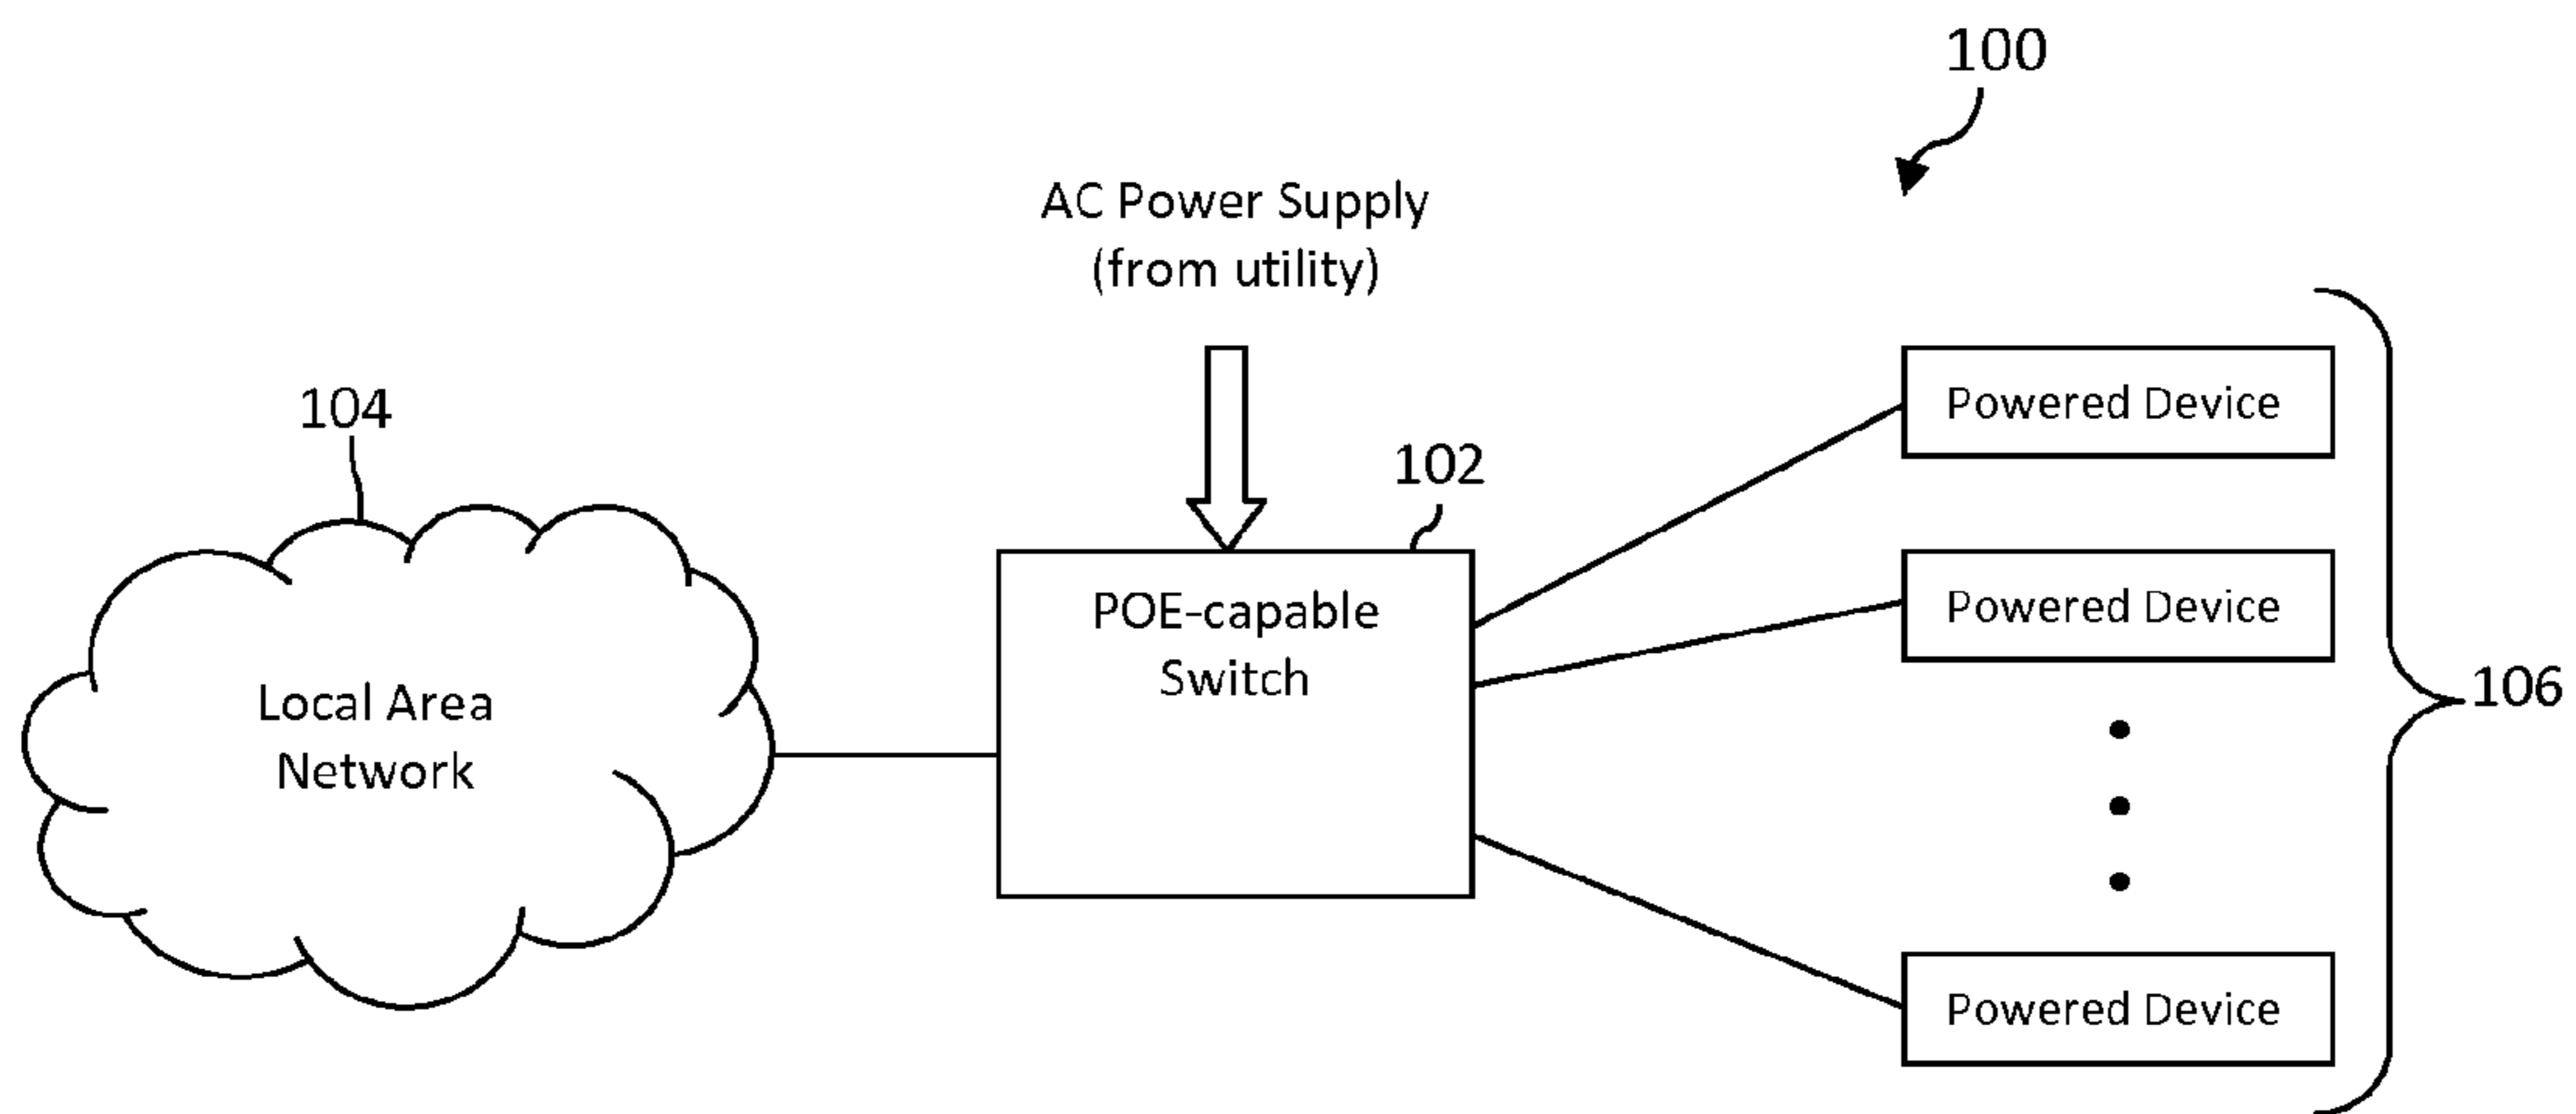 100
AC Power Supply
(from utility)
104
102
Powered Device
POE-capable
Switch
Powered Device
Local Area
Network
106
Powered Device